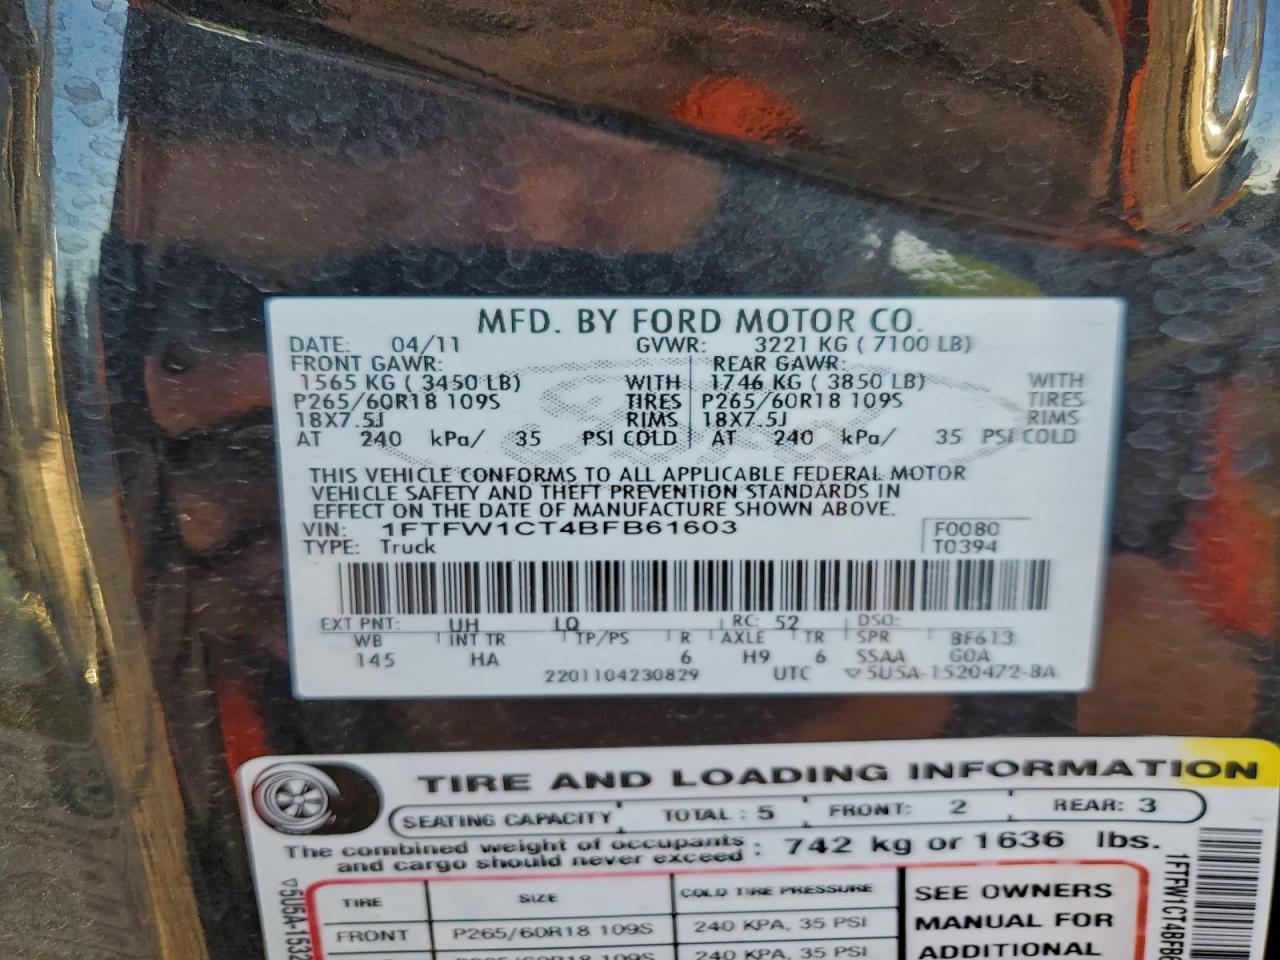 MFD. BY FORD MOTOR CO.
DATE: 04/11 GVWR: 3221 KG ( 7100 LB)
FRONT GAWR: REAR GAWR:
1565 KG ( 3450 LB) WITH 1746 KG ( 3850 LB) WITH
P265/60R18 109S TIRES P265/60R18 109S TIRES
18X7.5J RIMS 18X7.5J RIMS
AT 240 kPa/ 35 PSI COLD AT 240 kPa/ 35 PSI COLD
THIS VEHICLE CONFORMS TO ALL APPLICABLE FEDERAL MOTOR
VEHICLE SAFETY AND THEFT PREVENTION STANDARDS IN
EFFECT ON THE DATE OF MANUFACTURE SHOWN ABOVE.
VIN: 1FTFW1CT4BFB61603 F0080
TYPE: Truck T0394
EXT PNT: UH LQ RC: 52 DSO:
WB INT TR TP/PS R AXLE TR SPR BF613
145 HA 6 H9 6 SSAA G0A
2201104230829 UTC ▽5U5A-1520472-BA
TIRE AND LOADING INFORMATION
SEATING CAPACITY TOTAL : 5 FRONT: 2 REAR: 3
The combined weight of occupants and cargo should never exceed : 742 kg or 1636 lbs.
TIRE SIZE COLD TIRE PRESSURE SEE OWNERS
FRONT P265/60R18 109S 240 KPA, 35 PSI MANUAL FOR
P265/60R18 109S 240 KPA, 35 PSI ADDITIONAL
▽5U5A-1532
1FTFW1CT4BFB6